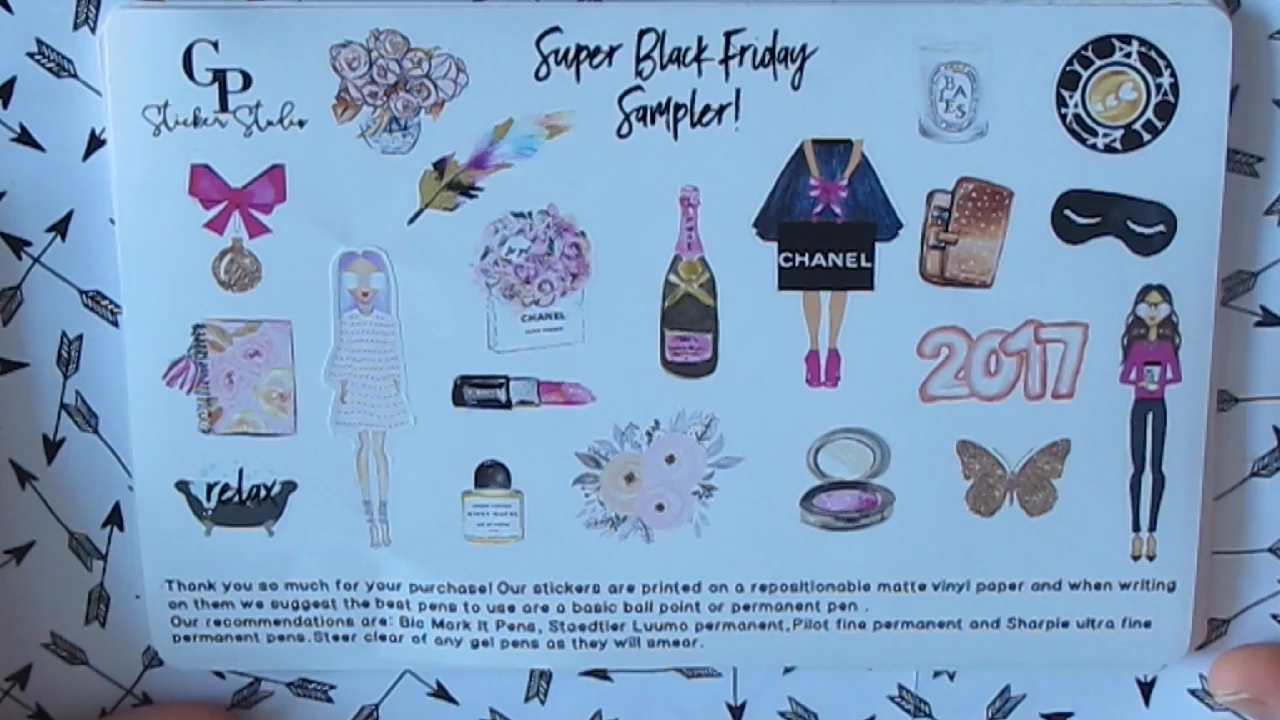 GP
Sticker Studio
Super Black Friday
Sampler!
BA
IES
CHANEL
CHANEL
2017
relax
Thank you so much for your purchase! Our stickers are printed on a repositionable matte vinyl paper and when writing
on them we suggest the best pens to use are a basic ball point or permanent pen .
Our recommendations are: Bic Mark It Pens, Staedtler Luumo permanent,Pilot fine permanent and Sharpie ultra fine
permanent pens.Steer clear of any gel pens as they will smear.